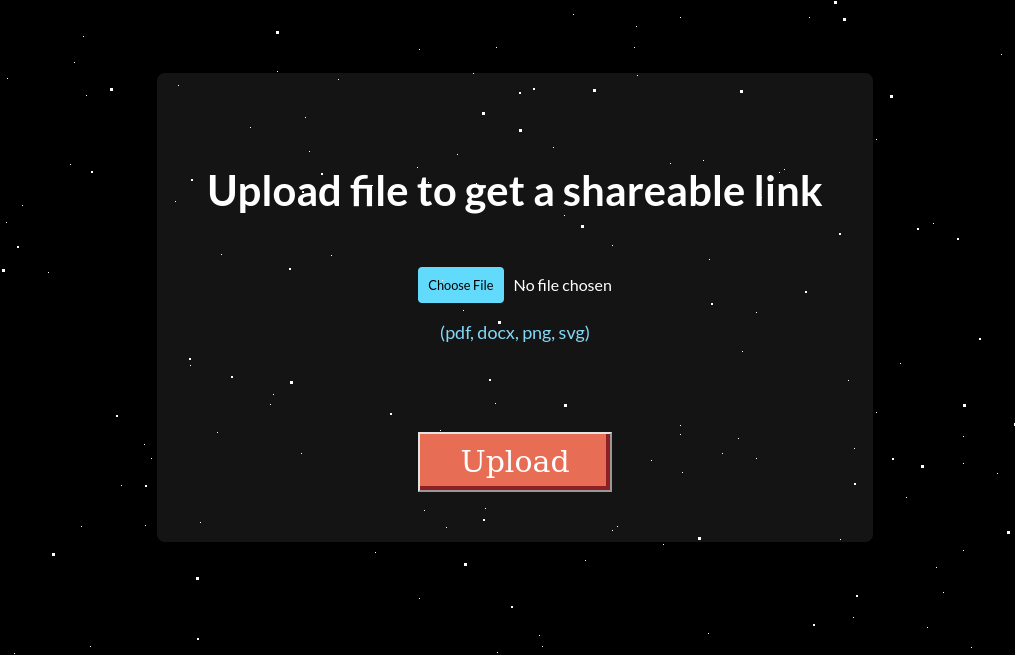 Upload file to get a shareable link
Choose File No file chosen
(pdf, docx, png, svg)
Upload